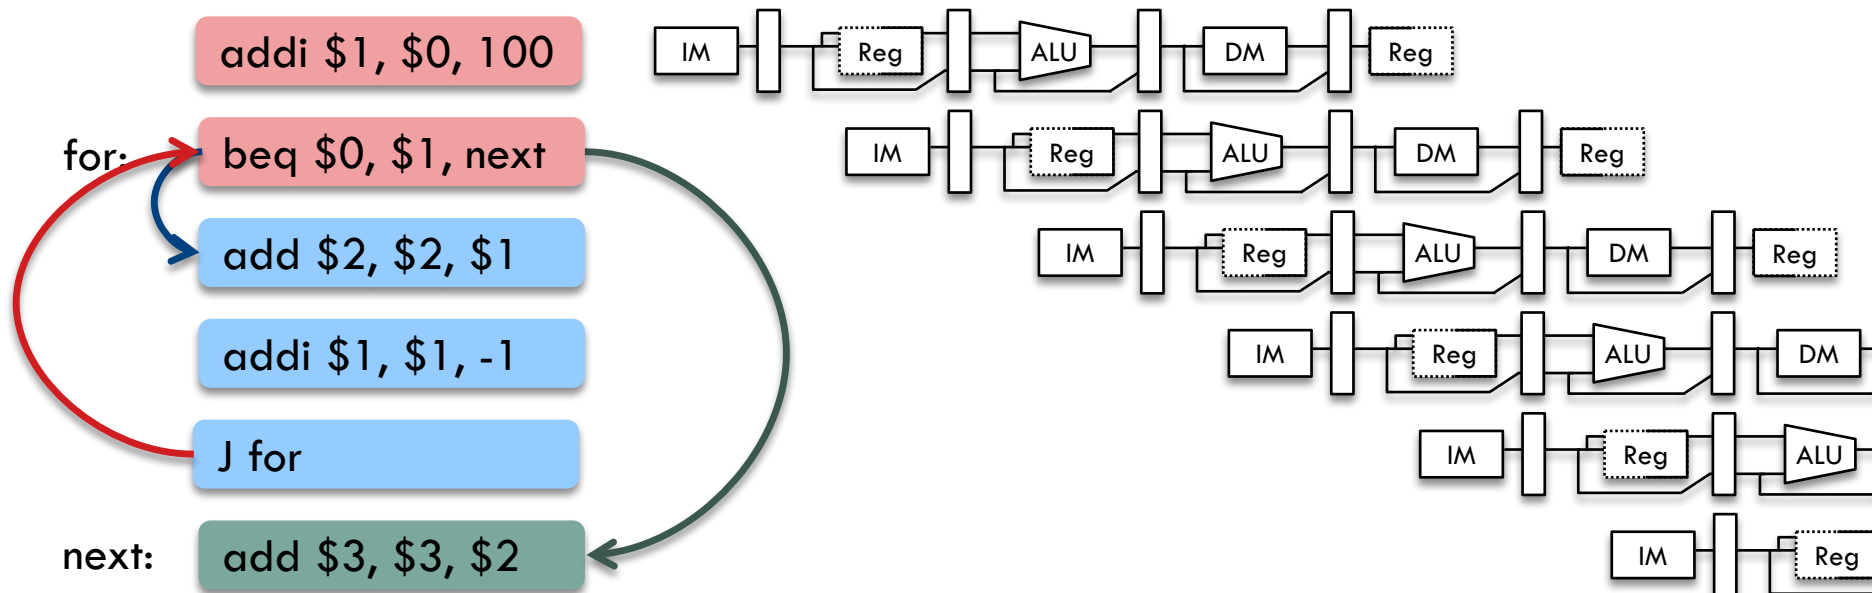 addi $1, $0, 100
IM Reg ALU DM Reg
for: beq $0, $1, next
IM Reg ALU DM Reg
add $2, $2, $1
IM Reg ALU DM Reg
addi $1, $1, -1
IM Reg ALU DM
J for
IM Reg ALU
next: add $3, $3, $2
IM Reg